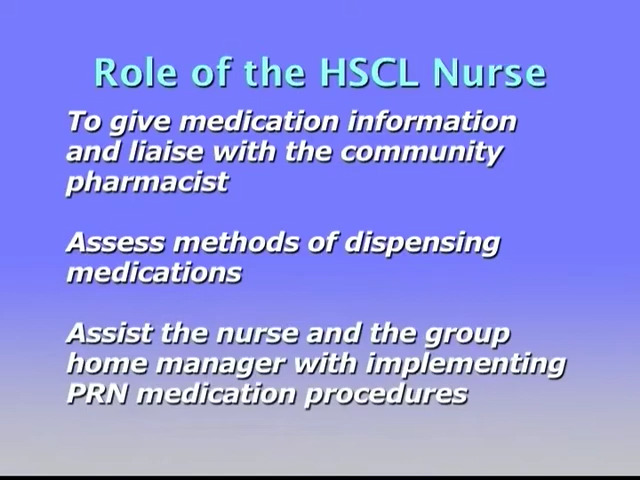 Role of the HSCL Nurse
To give medication information
and liaise with the community
pharmacist
Assess methods of dispensing
medications
Assist the nurse and the group
home manager with implementing
PRN medication procedures